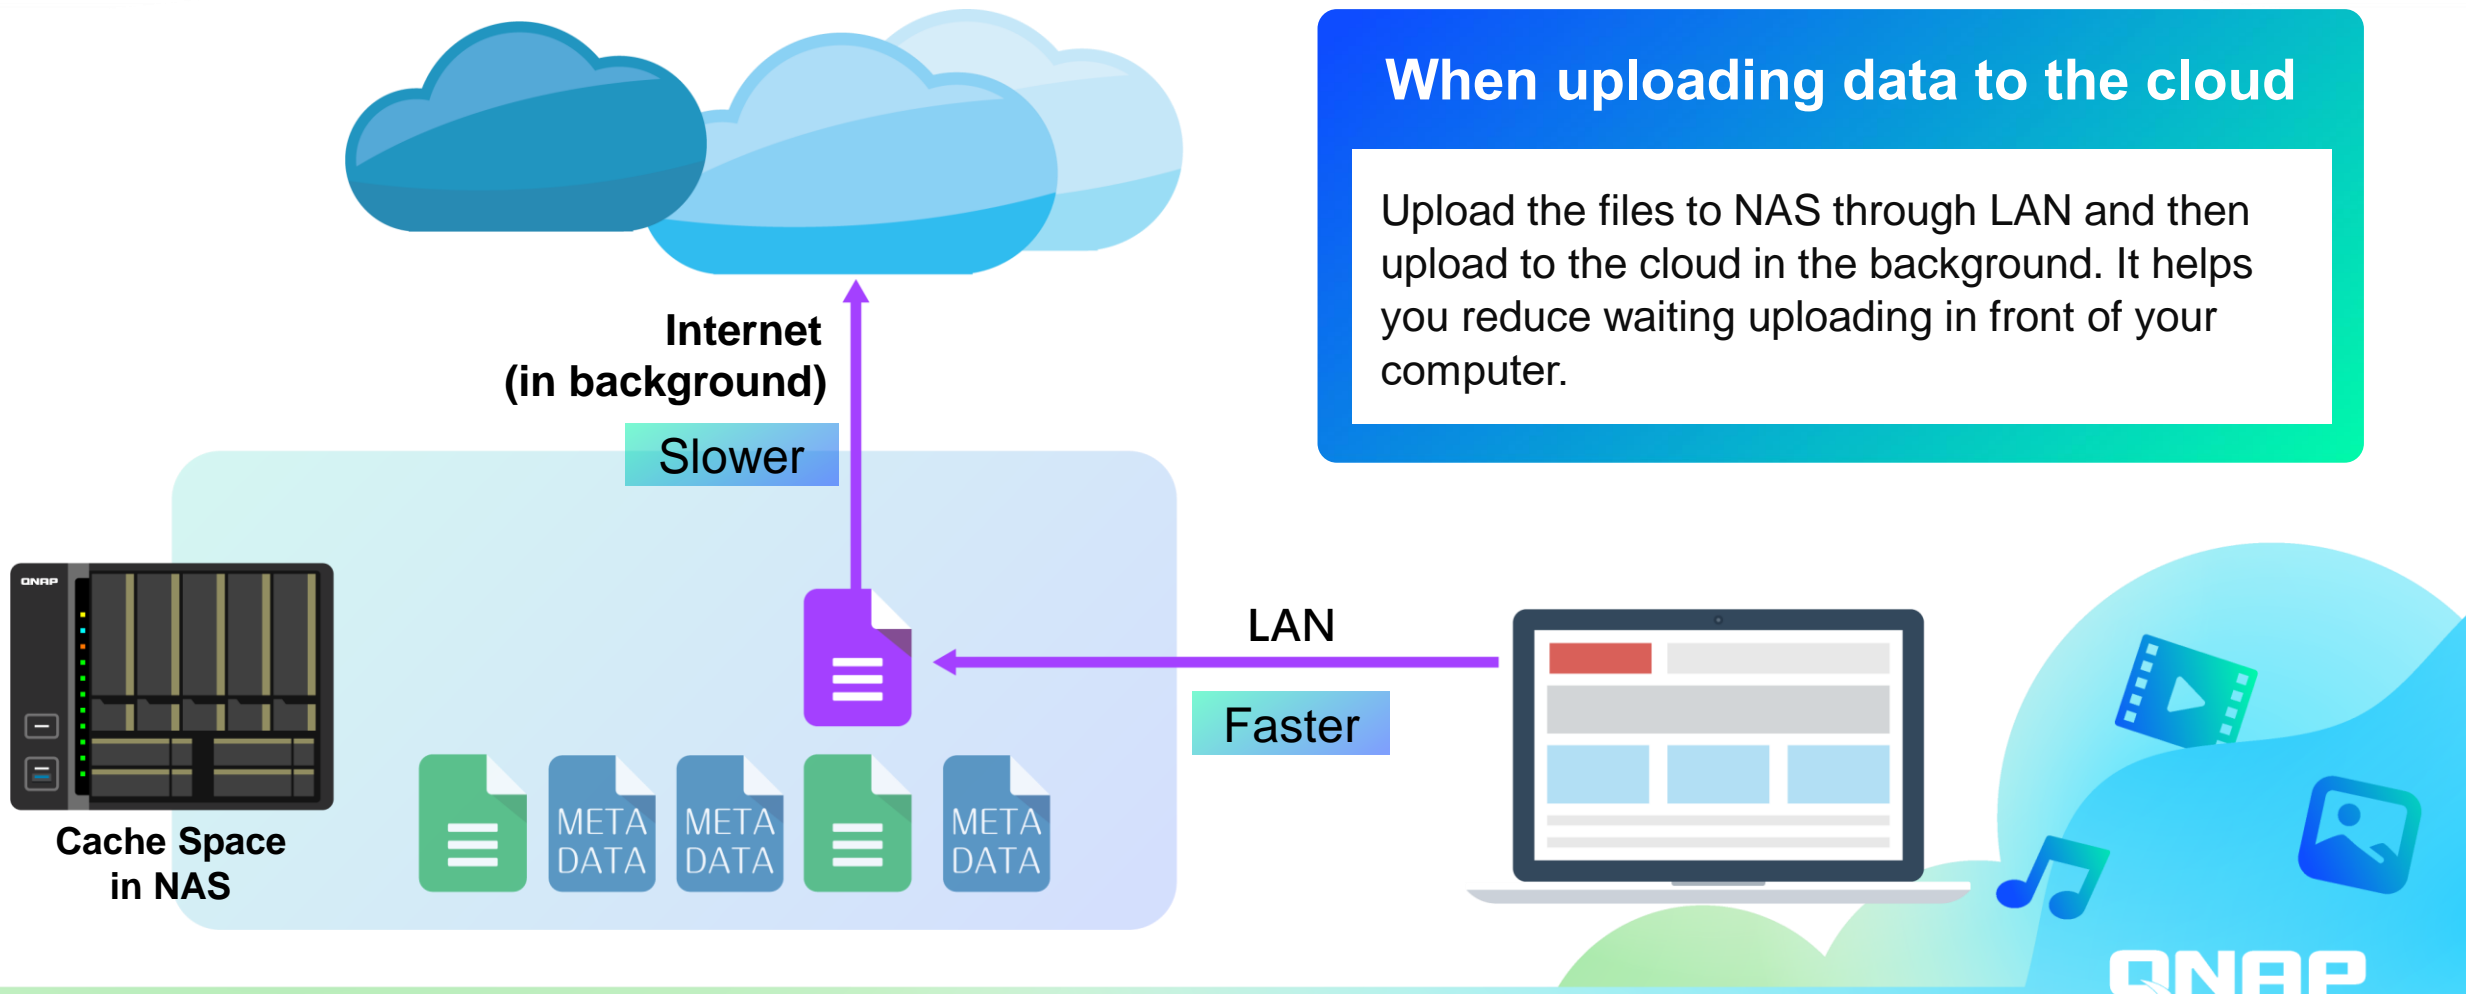 When uploading data to the cloud
Upload the files to NAS through LAN and then
upload to the cloud in the background. It helps
you reduce waiting uploading in front of your
computer.
Internet
(in background)
Slower
QNAP
LAN
Faster
META
DATA
META
DATA
META
DATA
Cache Space
in NAS
QNAP